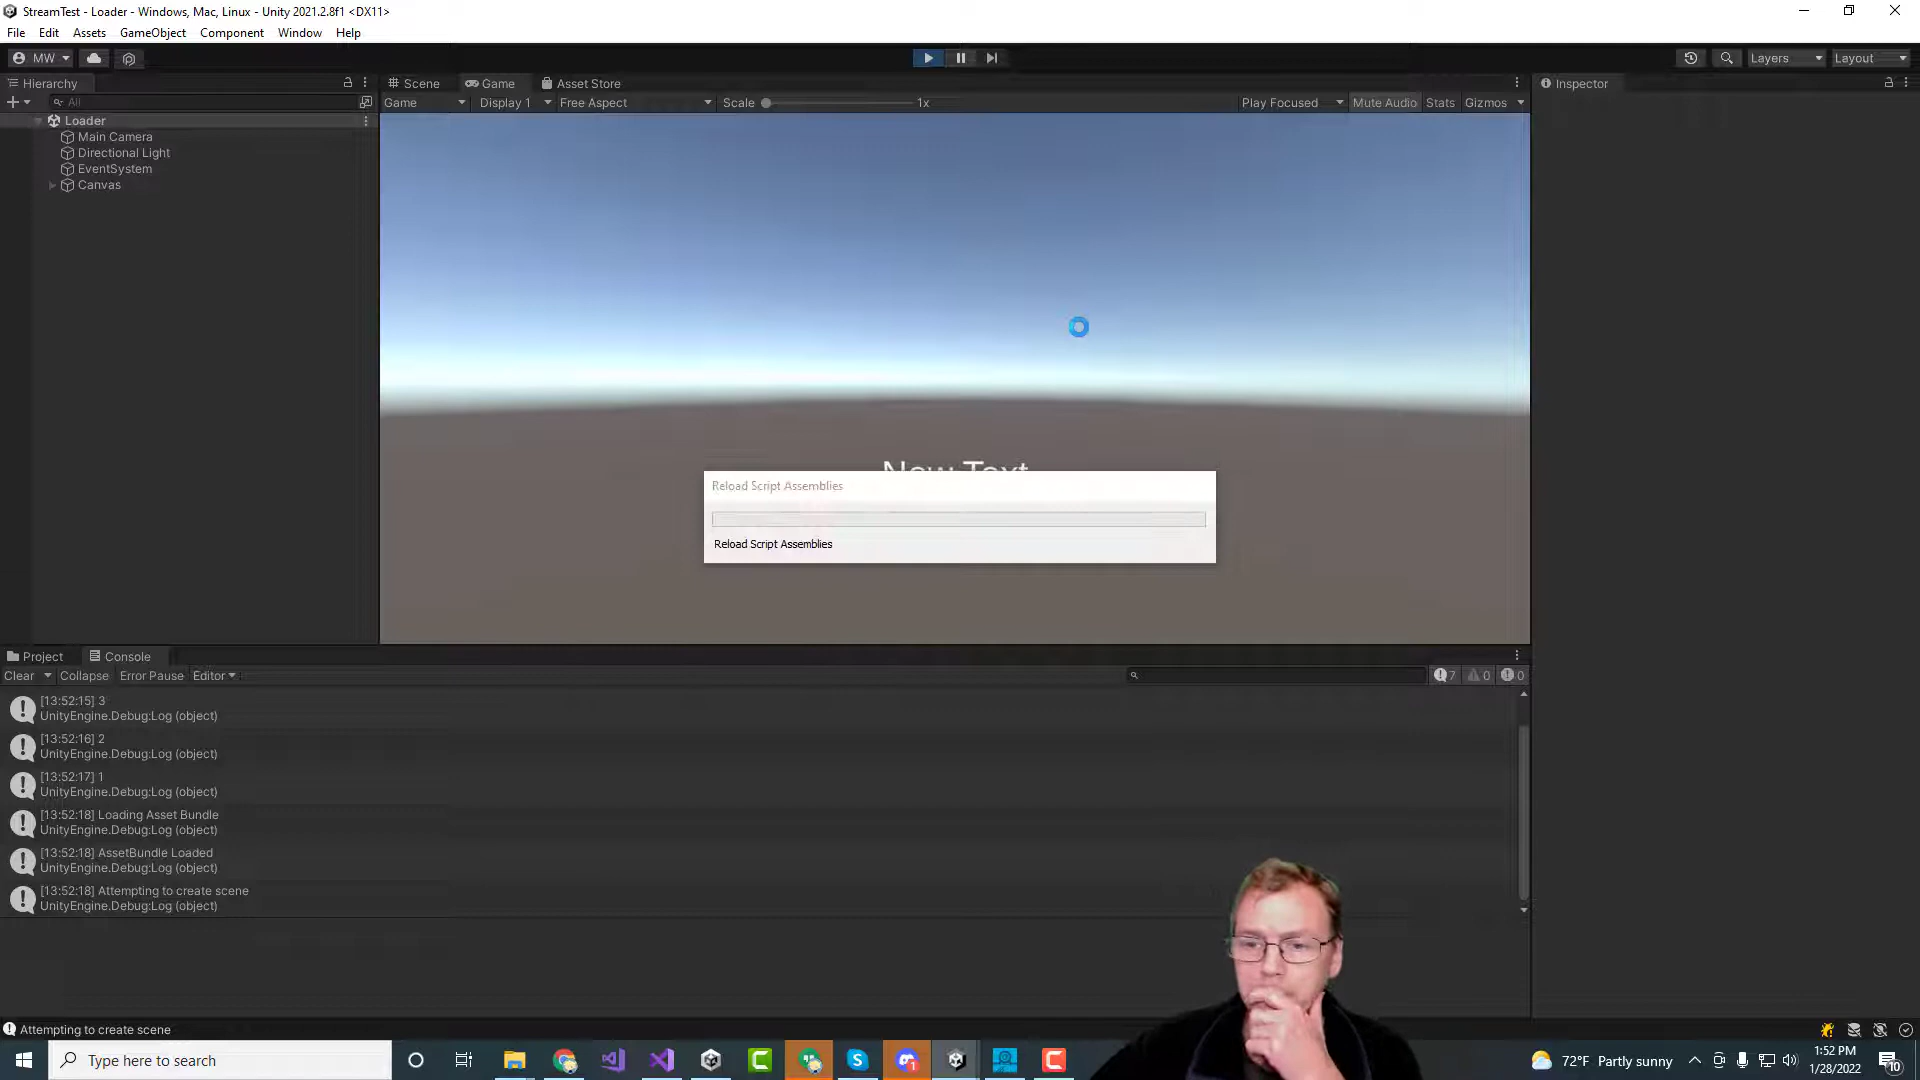 StreamTest - Loader - Windows, Mac, Linux - Unity 2021.2.8f1 <DX11>
File Edit Assets GameObject Component Window Help
MW Layers Layout
Hierarchy Scene Game Asset Store Inspector
All Game Display 1 Free Aspect Scale 1x Play Focused Mute Audio Stats Gizmos
Loader
Main Camera
Directional Light
EventSystem
Canvas
New Text
Reload Script Assemblies
Reload Script Assemblies
Project Console
Clear Collapse Error Pause Editor 7 0 0
[13:52:15] 3
UnityEngine.Debug:Log (object)
[13:52:16] 2
UnityEngine.Debug:Log (object)
[13:52:17] 1
UnityEngine.Debug:Log (object)
[13:52:18] Loading Asset Bundle
UnityEngine.Debug:Log (object)
[13:52:18] AssetBundle Loaded
UnityEngine.Debug:Log (object)
[13:52:18] Attempting to create scene
UnityEngine.Debug:Log (object)
Attempting to create scene
Type here to search 1 72°F Partly sunny 1:52 PM
1/28/2022 10